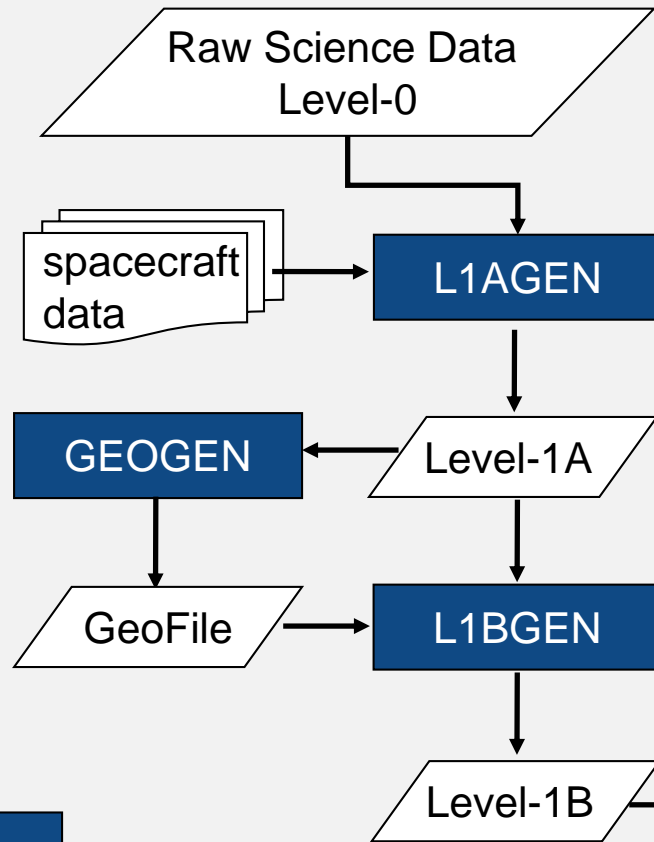 Raw Science Data
Level-0
spacecraft
data
L1AGEN
GEOGEN
Level-1A
GeoFile
L1BGEN
Level-1B